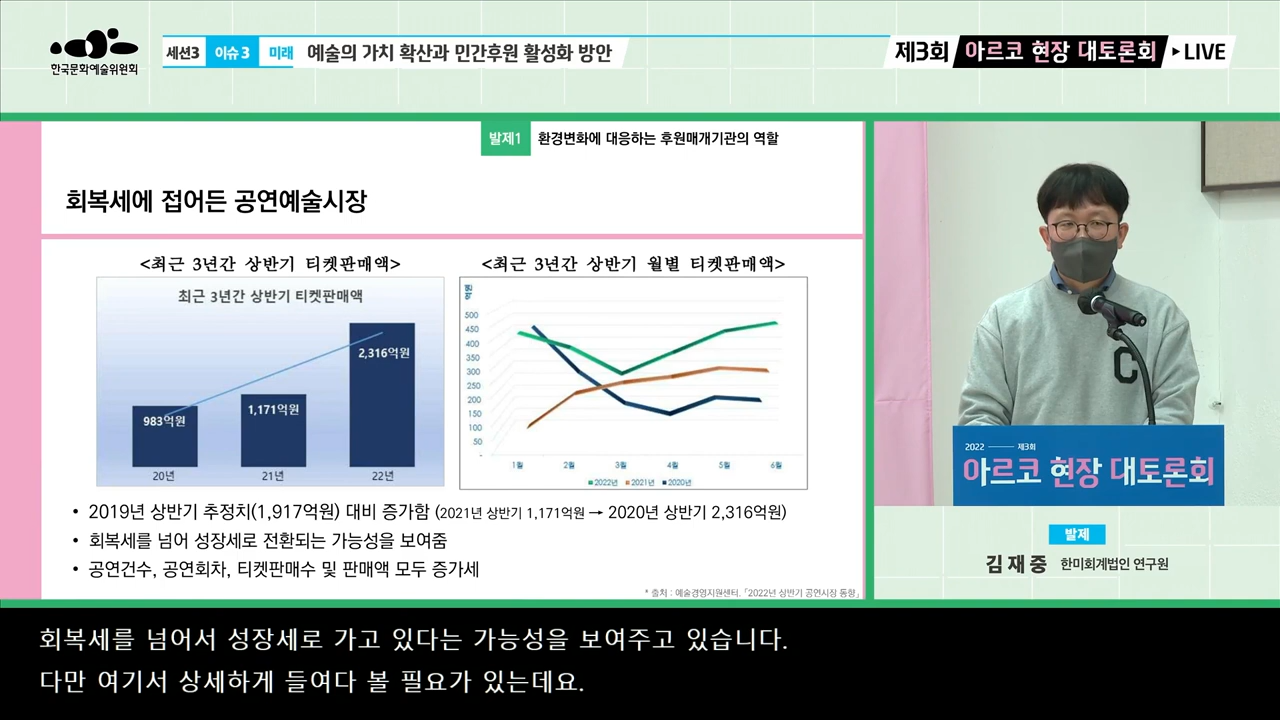 한국문화예술위원회
세션3 이슈 3 미래 예술의 가치 확산과 민간후원 활성화 방안
제3회 아르코 현장 대토론회 LIVE
발제1 환경변화에 대응하는 후원매개기관의 역할
회복세에 접어든 공연예술시장
<최근 3년간 상반기 티켓판매액>
최근 3년간 상반기 티켓판매액
983억원
1,171억원
2,316억원
20년 21년 22년
<최근 3년간 상반기 월별 티켓판매액>
억원
500
450
400
350
300
250
200
150
100
50
-
1월 2월 3월 4월 5월 6월
2022년 2021년 2020년
• 2019년 상반기 추정치(1,917억원) 대비 증가함 (2021년 상반기 1,171억원 → 2020년 상반기 2,316억원)
• 회복세를 넘어 성장세로 전환되는 가능성을 보여줌
• 공연건수, 공연회차, 티켓판매수 및 판매액 모두 증가세
* 출처 : 예술경영지원센터. 「2022년 상반기 공연시장 동향」
C
2022 제3회
아르코 현장 대토론회
발제
김재중 한미회계법인 연구원
회복세를 넘어서 성장세로 가고 있다는 가능성을 보여주고 있습니다.
다만 여기서 상세하게 들여다 볼 필요가 있는데요.